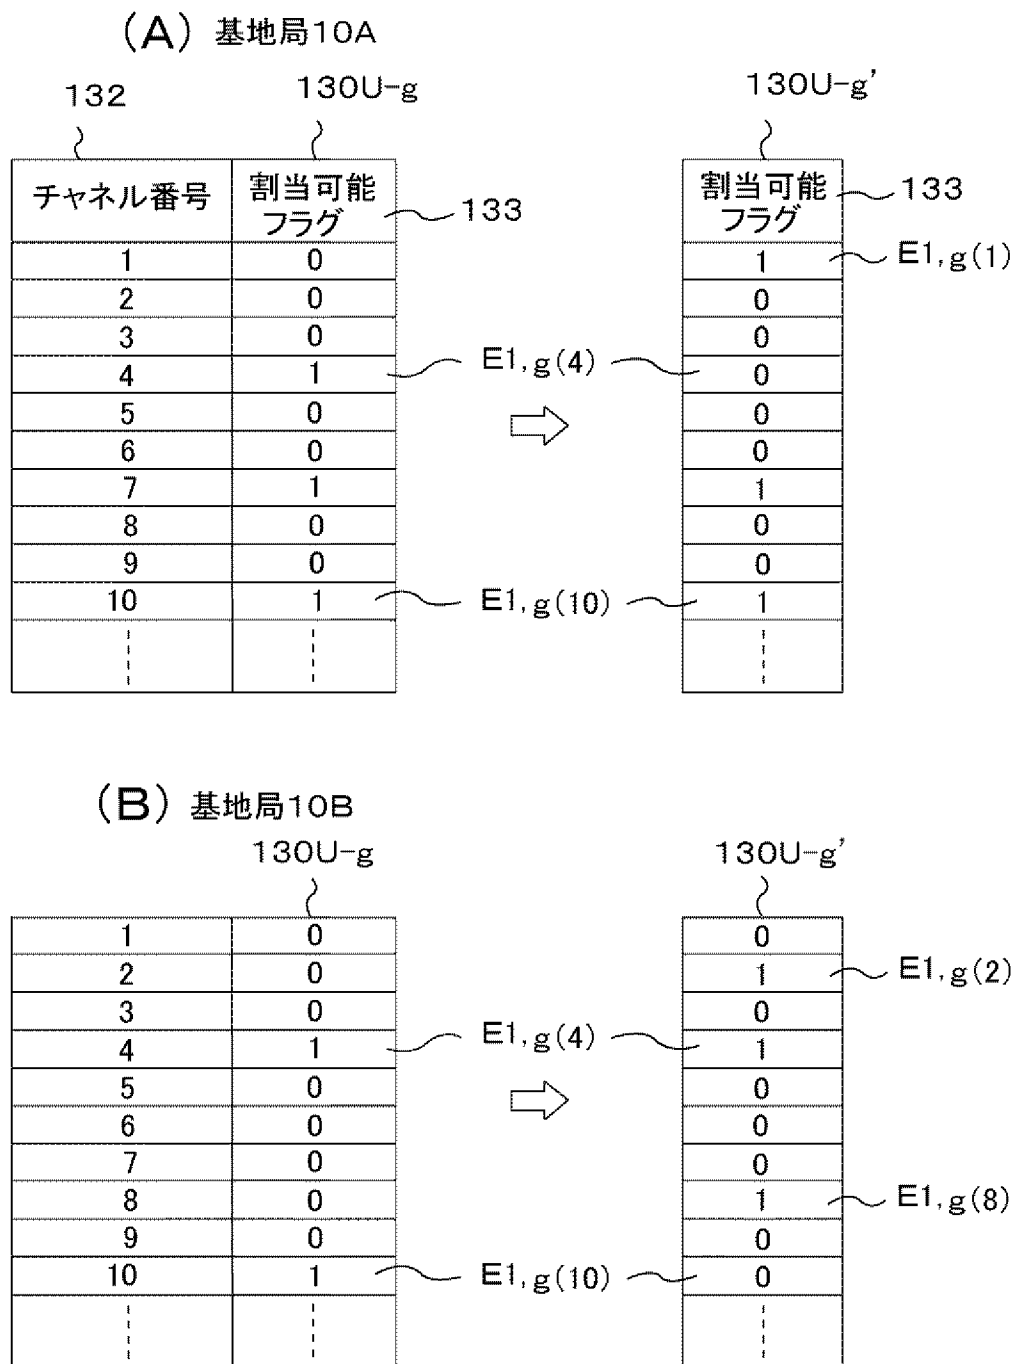 (A) 基地局10A
132
130U-g
130U-g’
チャネル番号
割当可能
フラグ
133
割当可能
フラグ
133
1 0 1 E1,g(1)
2 0 0
3 0 0
4 1 E1,g(4) 0
5 0 0
6 0 0
7 1 1
8 0 0
9 0 0
10 1 E1,g(10) 1
(B) 基地局10B
130U-g
130U-g’
1 0 0
2 0 1 E1,g(2)
3 0 0
4 1 E1,g(4) 1
5 0 0
6 0 0
7 0 0
8 0 1 E1,g(8)
9 0 0
10 1 E1,g(10) 0